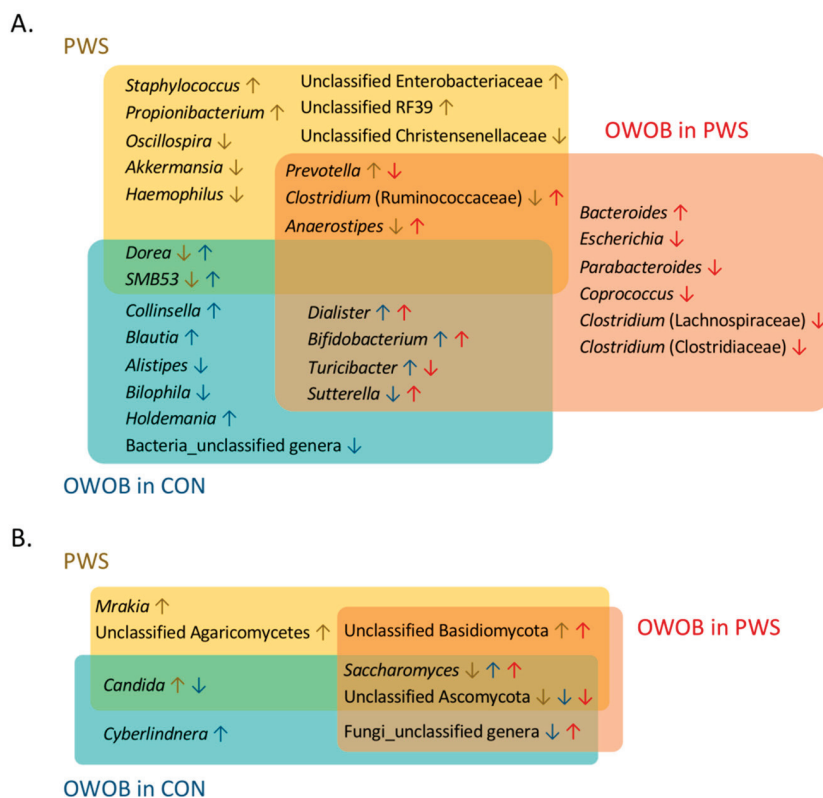 A.
PWS
Staphylococcus ↑
Propionibacterium ↑
Oscillospira ↓
Akkermansia ↓
Haemophilus ↓
Unclassified Enterobacteriaceae ↑
Unclassified RF39 ↑
Unclassified Christensenellaceae ↓
OWOB in PWS
Prevotella ↑ ↓
Clostridium (Ruminococcaceae) ↓ ↑
Anaerostipes ↓ ↑
Bacteroides ↑
Escherichia ↓
Parabacteroides ↓
Coprococcus ↓
Clostridium (Lachnospiraceae) ↓
Clostridium (Clostridiaceae) ↓
Dorea ↓ ↑
SMB53 ↓ ↑
Collinsella ↑
Blautia ↑
Alistipes ↓
Bilophila ↓
Holdemania ↑
Bacteria_unclassified genera ↓
Dialister ↑ ↑
Bifidobacterium ↑ ↑
Turicibacter ↑ ↓
Sutterella ↓ ↑
OWOB in CON
B.
PWS
Mrakia ↑
Unclassified Agaricomycetes ↑
Unclassified Basidiomycota ↑ ↑
OWOB in PWS
Candida ↑ ↓
Saccharomyces ↓ ↑ ↑
Unclassified Ascomycota ↓ ↓ ↓
Cyberlindnera ↑
Fungi_unclassified genera ↓ ↑
OWOB in CON